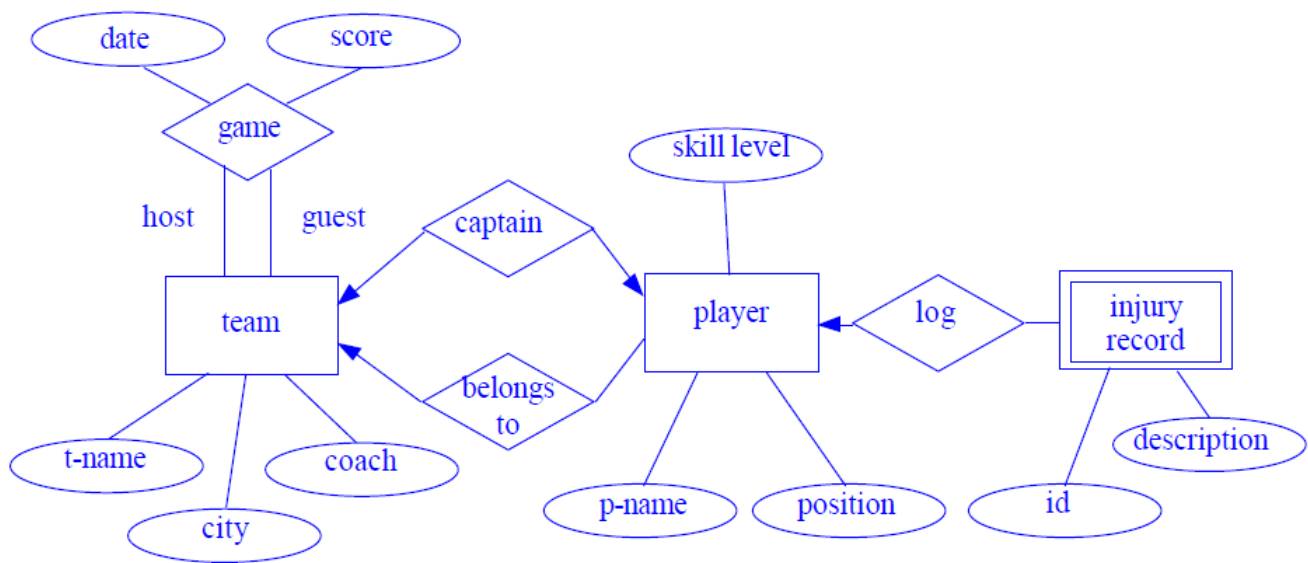 date
score
game
skill level
host
guest
captain
team
player
log
injury
record
belongs
to
t-name
coach
description
p-name
position
id
city